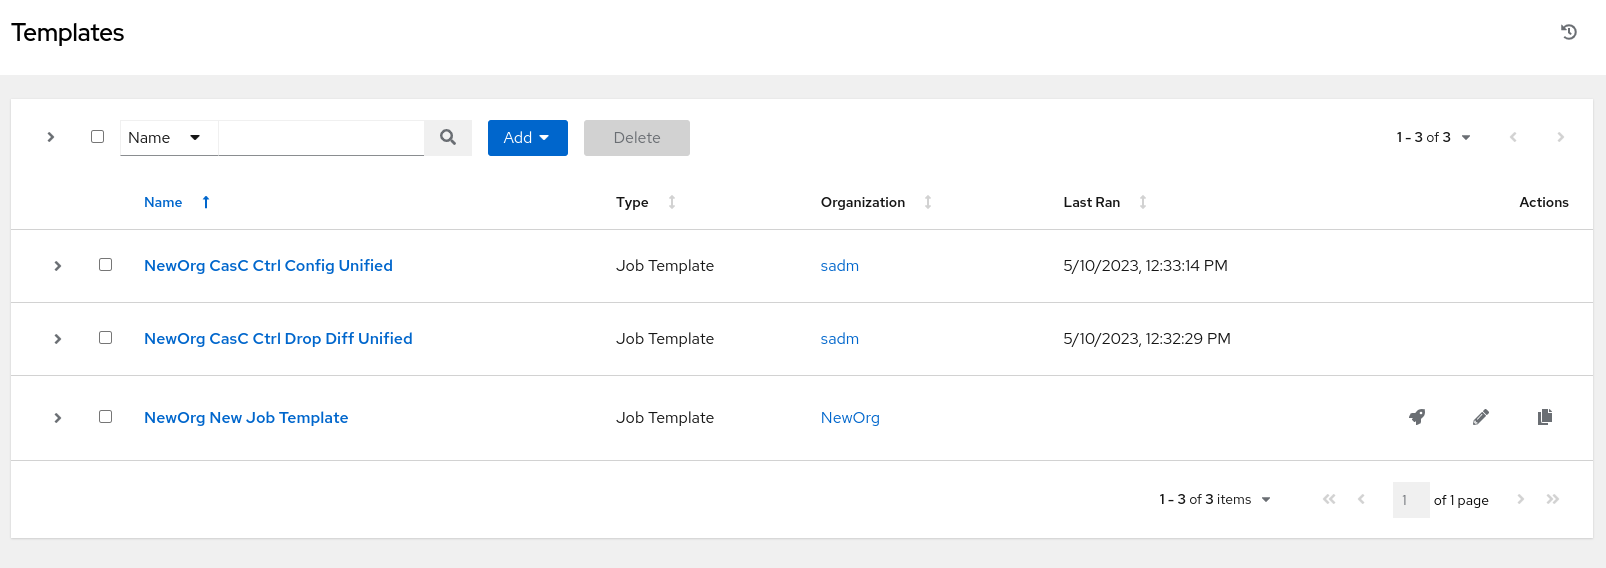 Templates
Name Add Delete 1 - 3 of 3
Name Type Organization Last Ran Actions
NewOrg CasC Ctrl Config Unified Job Template sadm 5/10/2023, 12:33:14 PM
NewOrg CasC Ctrl Drop Diff Unified Job Template sadm 5/10/2023, 12:32:29 PM
NewOrg New Job Template Job Template NewOrg
1 - 3 of 3 items 1 of 1 page